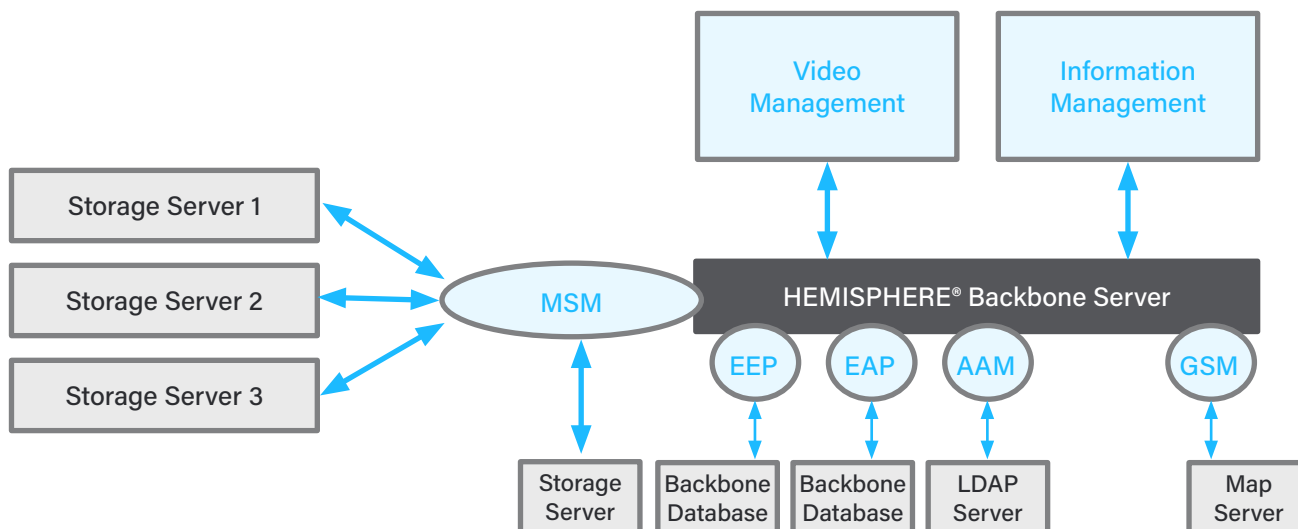 Video
Management
Information
Management
Storage Server 1
Storage Server 2
Storage Server 3
MSM
HEMISPHERE® Backbone Server
EEP
EAP
AAM
GSM
Storage
Server
Backbone
Database
Backbone
Database
LDAP
Server
Map
Server